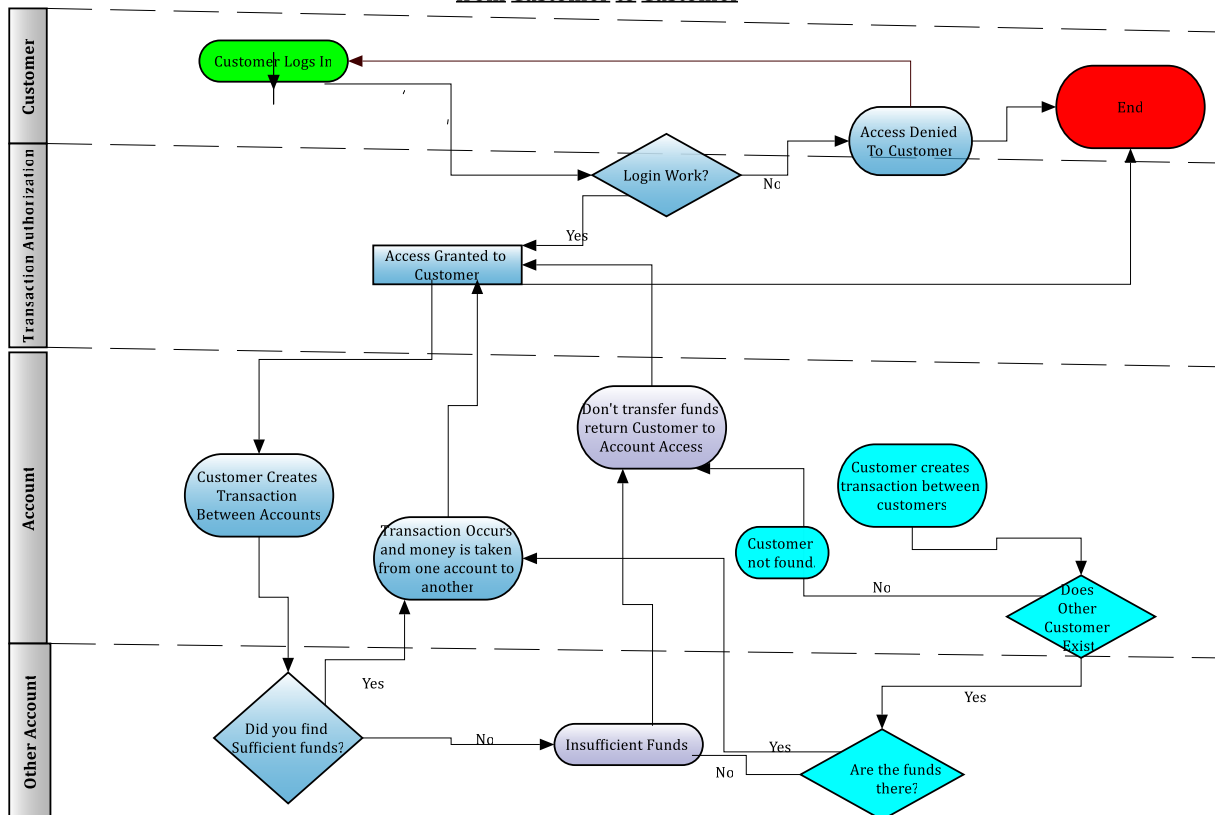 Customer
Customer Logs In
End
Access Denied
To Customer
Transaction Authorization
Login Work?
No
Yes
Access Granted to
Customer
Account
Don't transfer funds
return Customer to
Account Access
Customer Creates
Transaction
Between Accounts
Customer creates
transaction between
customers
Transaction Occurs
and money is taken
from one account to
another
Customer
not found.
No
Does
Other
Customer
Exist
Other Account
Yes
Yes
Did you find
Sufficient funds?
No
Insufficient Funds
Yes
No
Are the funds
there?